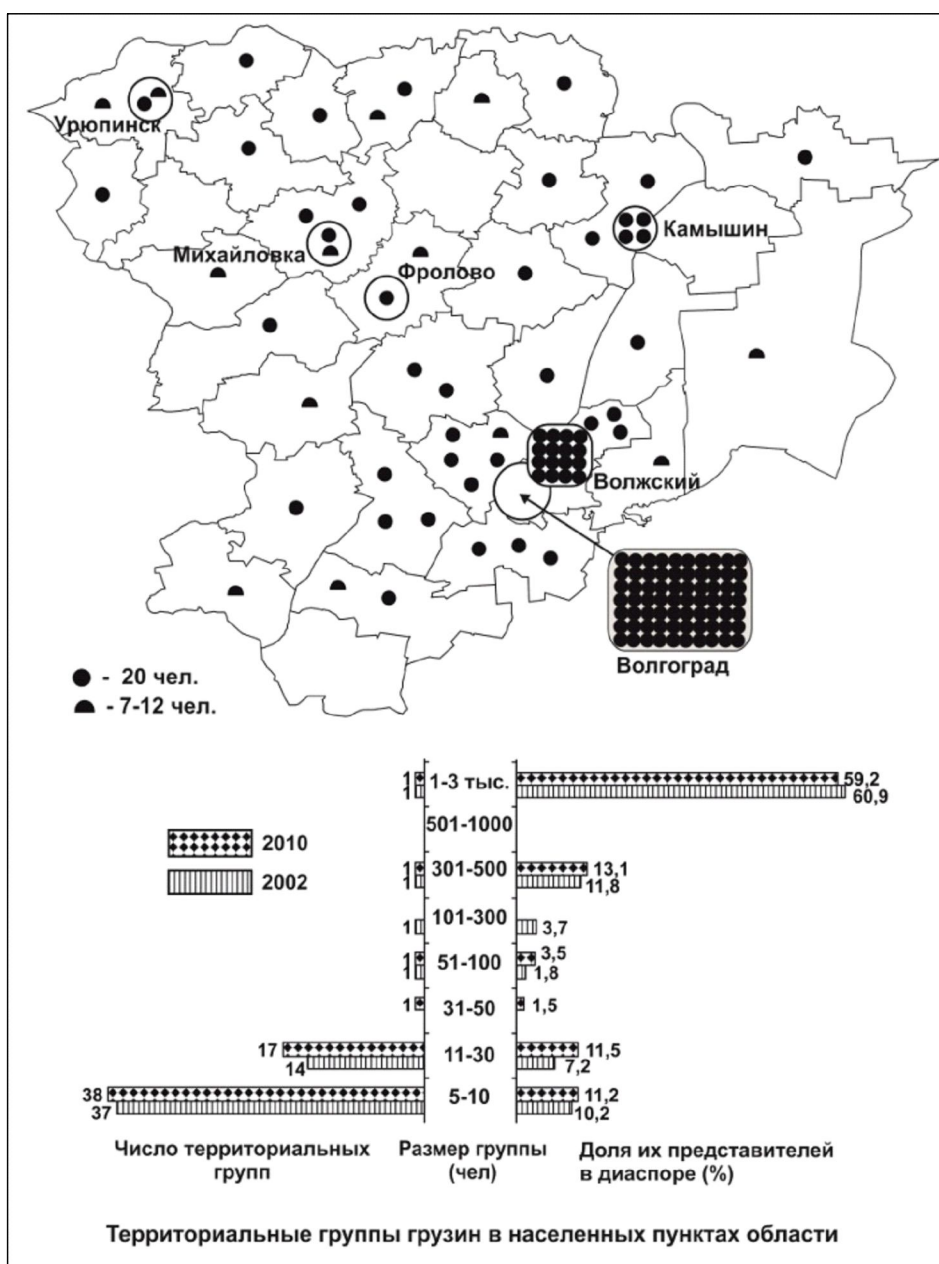 Урюпинск
Камышин
Михайловка
Фролово
Волжский
Волгоград
- 20 чел.
- 7-12 чел.
1 1-3 тыс. 59,2
1 60,9
501-1000
2010
1 301-500 13,1
1 11,8
2002
101-300
1 3,7
1 51-100 3,5
1 1,8
1 31-50 1,5
17 11-30 11,5
14 7,2
38 5-10 11,2
37 10,2
Число территориальных групп
Размер группы (чел)
Доля их представителей в диаспоре (%)
Территориальные группы грузин в населенных пунктах области